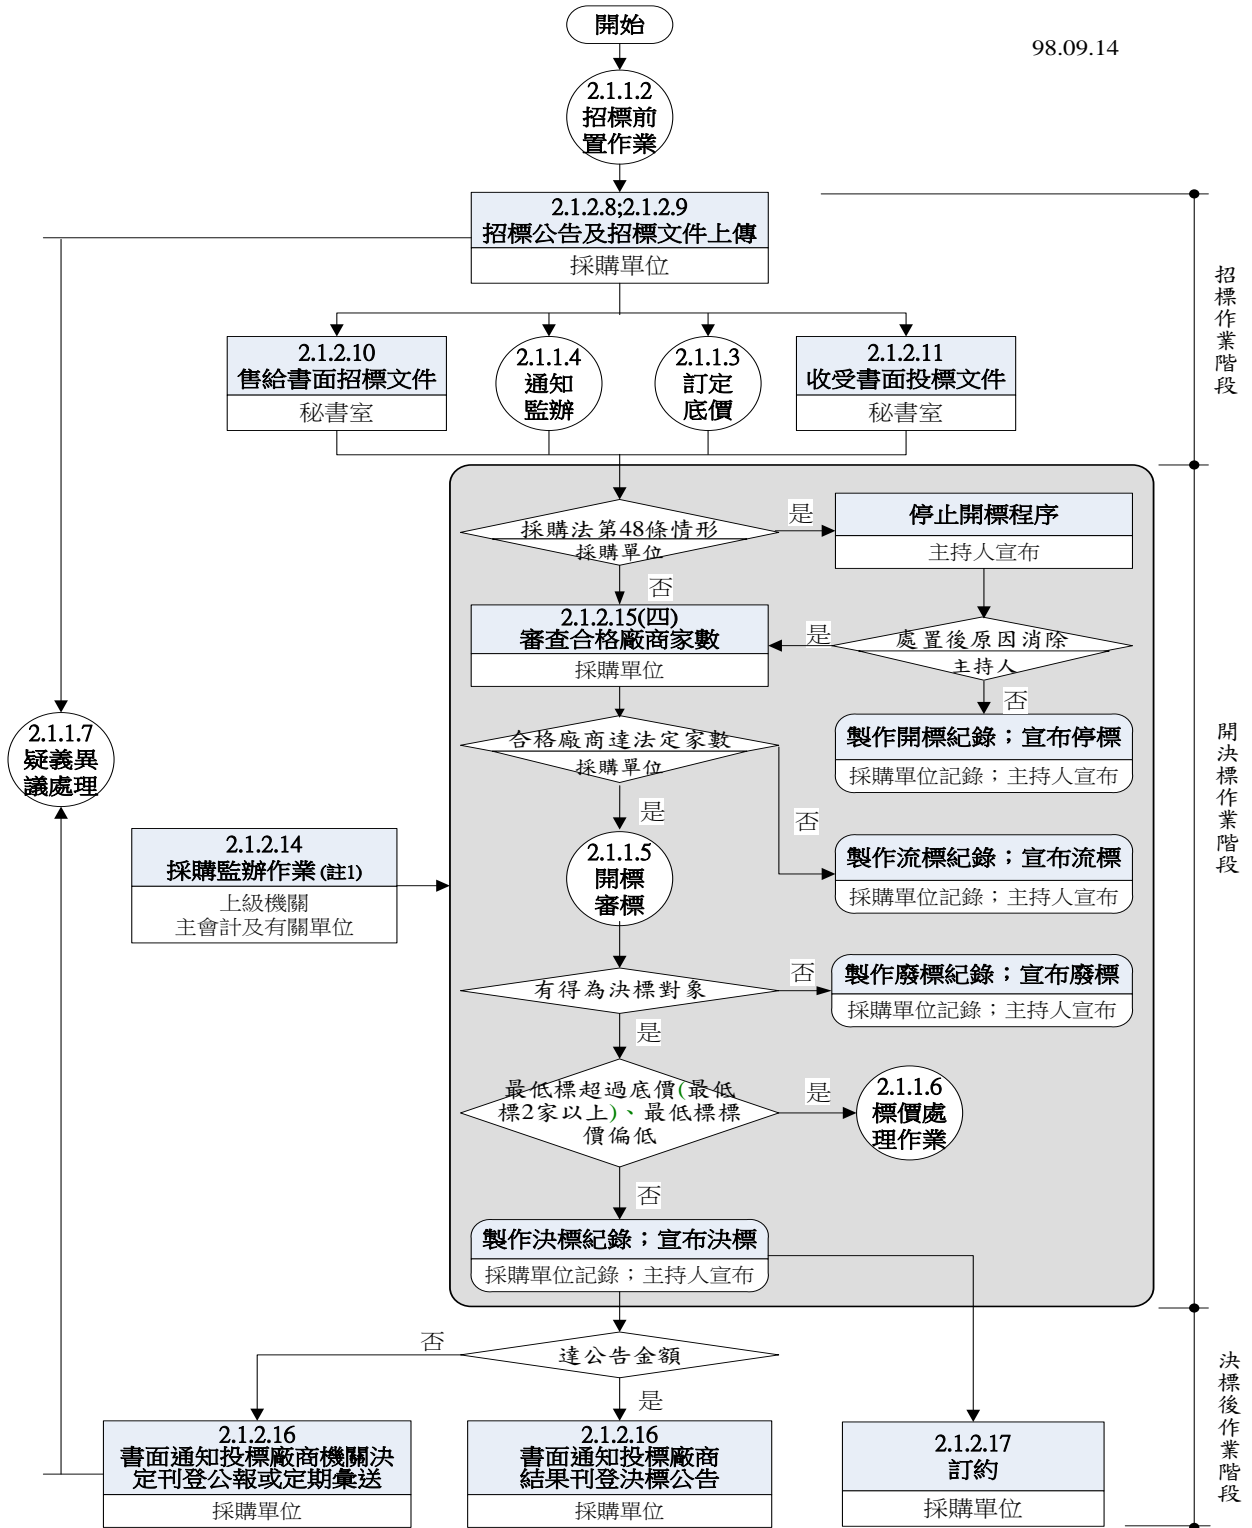 開始
98.09.14
2.1.1.2
招標前
置作業
2.1.2.8;2.1.2.9
招標公告及招標文件上傳
採購單位
招標作業階段
2.1.2.10
售給書面招標文件
秘書室
2.1.1.4
通知
監辦
2.1.1.3
訂定
底價
2.1.2.11
收受書面投標文件
秘書室
採購法第48條情形
採購單位
是
停止開標程序
主持人宣布
否
2.1.2.15(四)
審查合格廠商家數
採購單位
是
處置後原因消除
主持人
否
2.1.1.7
疑義異
議處理
合格廠商達法定家數
採購單位
製作開標紀錄；宣布停標
採購單位記錄；主持人宣布
開決標作業階段
是
否
2.1.2.14
採購監辦作業(註1)
上級機關
主會計及有關單位
2.1.1.5
開標
審標
製作流標紀錄；宣布流標
採購單位記錄；主持人宣布
有得為決標對象
否
製作廢標紀錄；宣布廢標
採購單位記錄；主持人宣布
是
最低標超過底價(最低
標2家以上)、最低標標
價偏低
是
2.1.1.6
標價處
理作業
否
製作決標紀錄；宣布決標
採購單位記錄；主持人宣布
否
達公告金額
是
決標後作業階段
2.1.2.16
書面通知投標廠商機關決
定刊登公報或定期彙送
採購單位
2.1.2.16
書面通知投標廠商
結果刊登決標公告
採購單位
2.1.2.17
訂約
採購單位